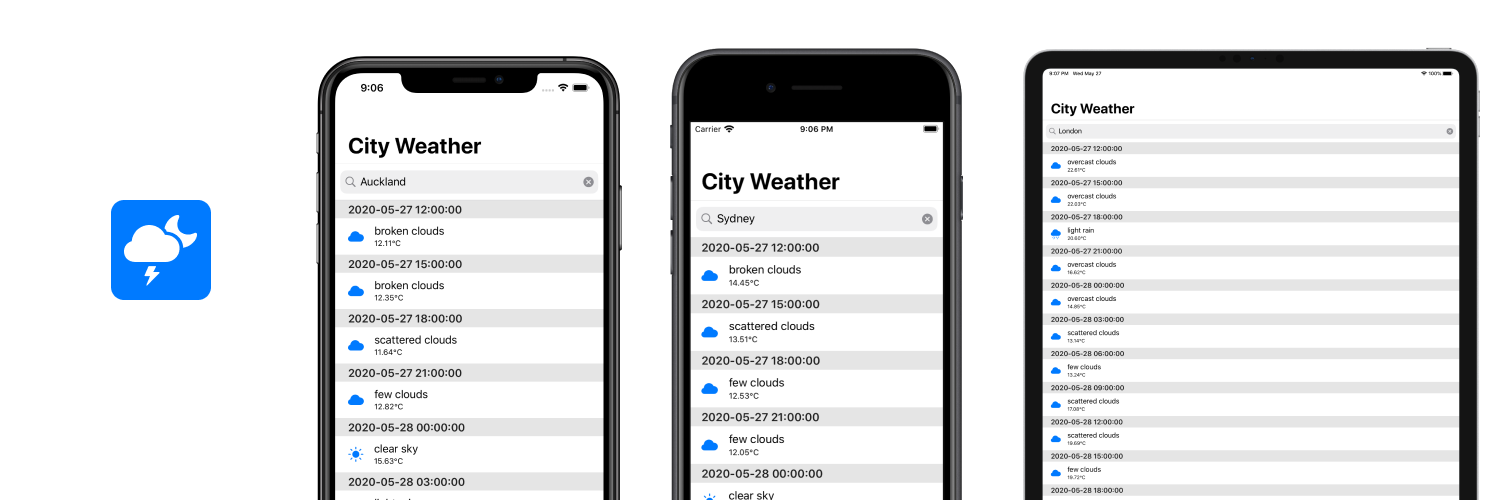 9:06
City Weather
Auckland
2020-05-27 12:00:00
broken clouds
12.11°C
2020-05-27 15:00:00
broken clouds
12.35°C
2020-05-27 18:00:00
scattered clouds
11.64°C
2020-05-27 21:00:00
few clouds
12.82°C
2020-05-28 00:00:00
clear sky
15.63°C
2020-05-28 03:00:00
Carrier 9:06 PM
City Weather
Sydney
2020-05-27 12:00:00
broken clouds
14.45°C
2020-05-27 15:00:00
scattered clouds
13.51°C
2020-05-27 18:00:00
few clouds
12.53°C
2020-05-27 21:00:00
few clouds
12.05°C
2020-05-28 00:00:00
clear sky
9:07 PM Wed May 27 100%
City Weather
London
2020-05-27 12:00:00
overcast clouds
22.61°C
2020-05-27 15:00:00
overcast clouds
22.03°C
2020-05-27 18:00:00
light rain
20.60°C
2020-05-27 21:00:00
overcast clouds
16.62°C
2020-05-28 00:00:00
overcast clouds
14.85°C
2020-05-28 03:00:00
scattered clouds
13.14°C
2020-05-28 06:00:00
few clouds
13.24°C
2020-05-28 09:00:00
scattered clouds
17.08°C
2020-05-28 12:00:00
scattered clouds
19.69°C
2020-05-28 15:00:00
few clouds
19.72°C
2020-05-28 18:00:00